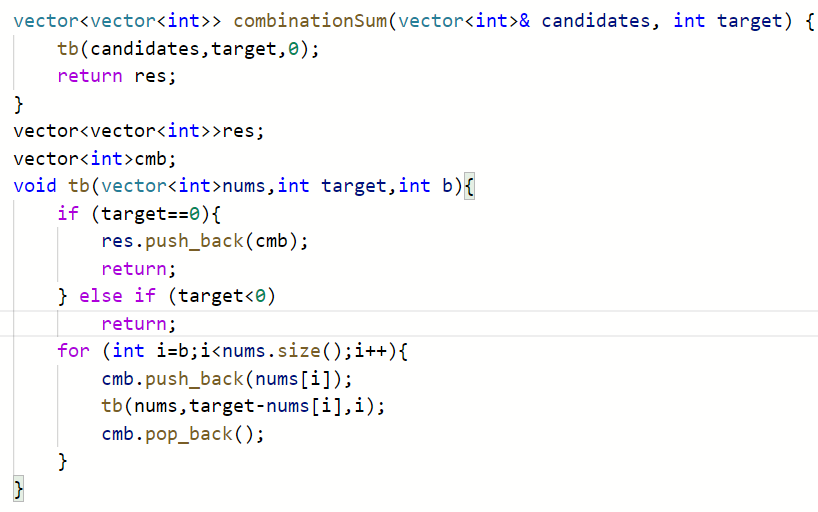 vector<vector<int>> combinationSum(vector<int>& candidates, int target) {
    tb(candidates,target,0);
    return res;
}
vector<vector<int>>res;
vector<int>cmb;
void tb(vector<int>nums,int target,int b){
    if (target==0){
        res.push_back(cmb);
        return;
    } else if (target<0)
        return;
    for (int i=b;i<nums.size();i++){
        cmb.push_back(nums[i]);
        tb(nums,target-nums[i],i);
        cmb.pop_back();
    }
}